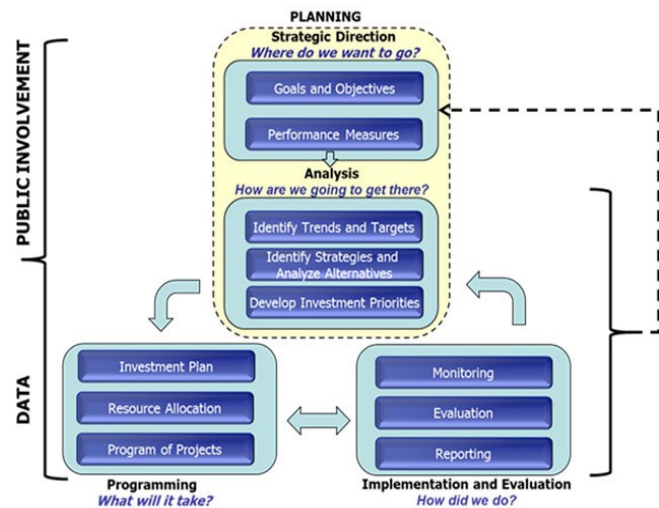 PLANNING
Strategic Direction
Where do we want to go?
Goals and Objectives
Performance Measures
Analysis
How are we going to get there?
Identify Trends and Targets
Identify Strategies and
Analyze Alternatives
Develop Investment Priorities
PUBLIC INVOLVEMENT
DATA
Investment Plan
Resource Allocation
Program of Projects
Programming
What will it take?
Monitoring
Evaluation
Reporting
Implementation and Evaluation
How did we do?